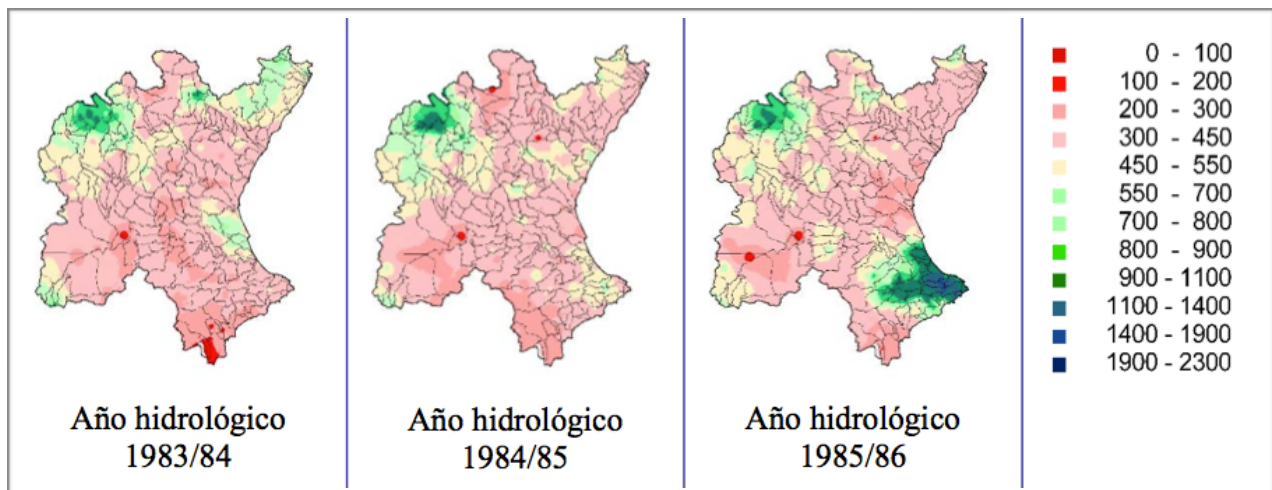 0 - 100
100 - 200
200 - 300
300 - 450
450 - 550
550 - 700
700 - 800
800 - 900
900 - 1100
1100 - 1400
1400 - 1900
1900 - 2300
Año hidrológico
1983/84
Año hidrológico
1984/85
Año hidrológico
1985/86